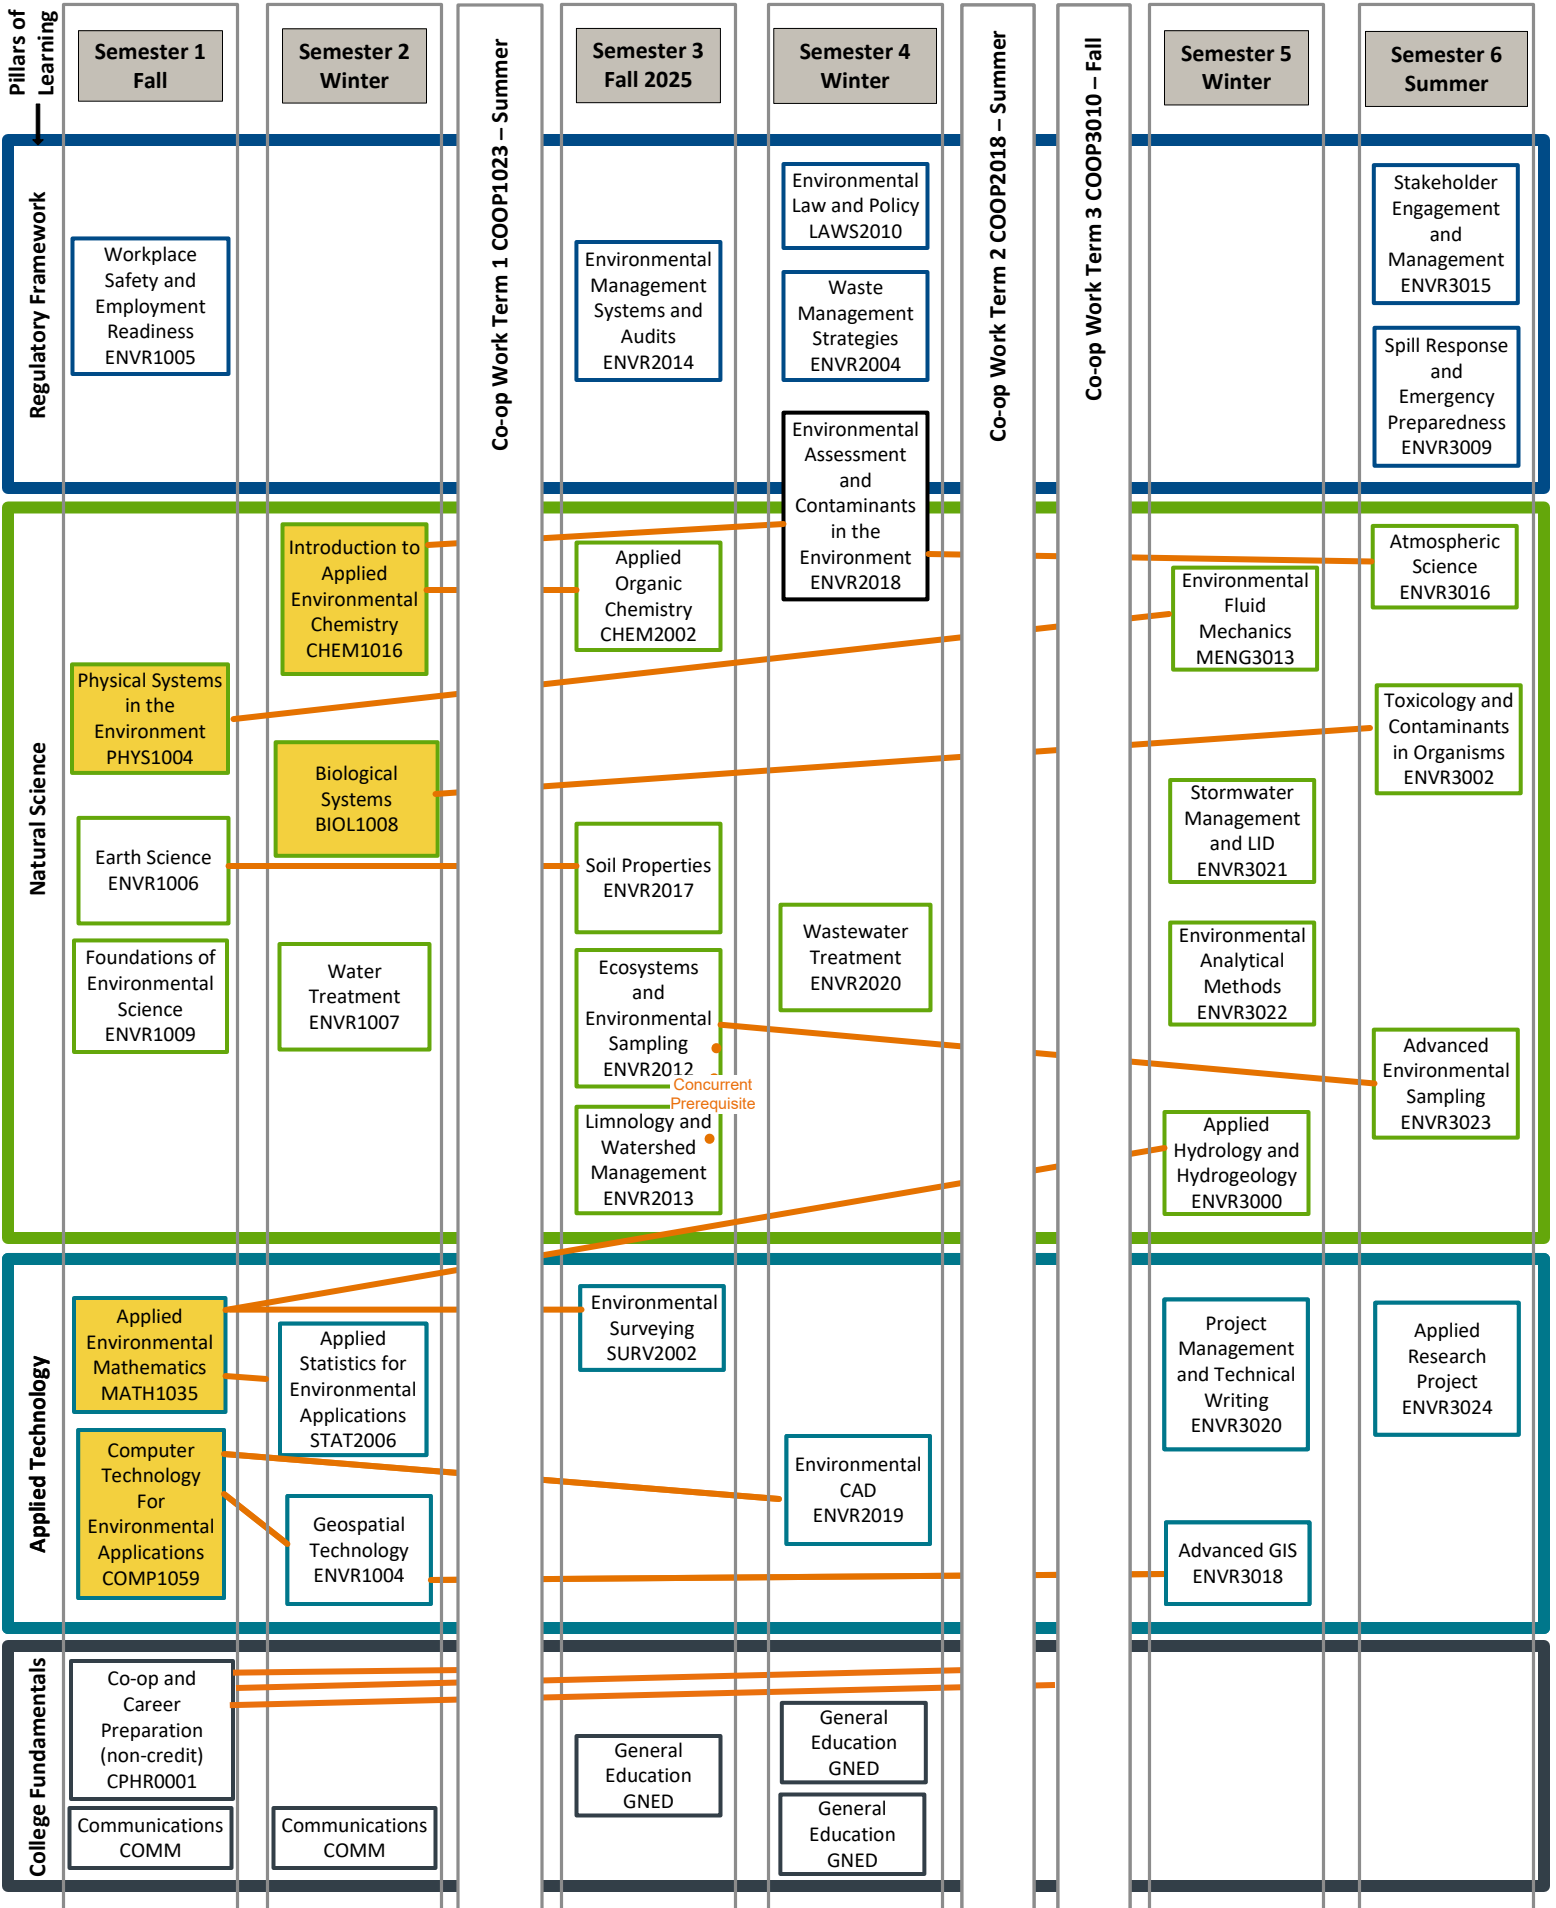 Pillars of
Learning
Semester 1
Fall
Semester 2
Winter
Co-op Work Term 1 COOP1023 – Summer
Semester 3
Fall 2025
Semester 4
Winter
Co-op Work Term 2 COOP2018 – Summer
Co-op Work Term 3 COOP3010 – Fall
Semester 5
Winter
Semester 6
Summer
Regulatory Framework
Workplace
Safety and
Employment
Readiness
ENVR1005
Environmental
Management
Systems and
Audits
ENVR2014
Environmental
Law and Policy
LAWS2010
Waste
Management
Strategies
ENVR2004
Environmental
Assessment
and
Contaminants
in the
Environment
ENVR2018
Stakeholder
Engagement
and
Management
ENVR3015
Spill Response
and
Emergency
Preparedness
ENVR3009
Natural Science
Physical Systems
in the
Environment
PHYS1004
Earth Science
ENVR1006
Foundations of
Environmental
Science
ENVR1009
Introduction to
Applied
Environmental
Chemistry
CHEM1016
Biological
Systems
BIOL1008
Water
Treatment
ENVR1007
Applied
Organic
Chemistry
CHEM2002
Soil Properties
ENVR2017
Ecosystems
and
Environmental
Sampling
ENVR2012
Concurrent
Prerequisite
Limnology and
Watershed
Management
ENVR2013
Wastewater
Treatment
ENVR2020
Environmental
Fluid
Mechanics
MENG3013
Stormwater
Management
and LID
ENVR3021
Environmental
Analytical
Methods
ENVR3022
Applied
Hydrology and
Hydrogeology
ENVR3000
Atmospheric
Science
ENVR3016
Toxicology and
Contaminants
in Organisms
ENVR3002
Advanced
Environmental
Sampling
ENVR3023
Applied Technology
Applied
Environmental
Mathematics
MATH1035
Computer
Technology
For
Environmental
Applications
COMP1059
Applied
Statistics for
Environmental
Applications
STAT2006
Geospatial
Technology
ENVR1004
Environmental
Surveying
SURV2002
Environmental
CAD
ENVR2019
Project
Management
and Technical
Writing
ENVR3020
Advanced GIS
ENVR3018
Applied
Research
Project
ENVR3024
College Fundamentals
Co-op and
Career
Preparation
(non-credit)
CPHR0001
Communications
COMM
Communications
COMM
General
Education
GNED
General
Education
GNED
General
Education
GNED